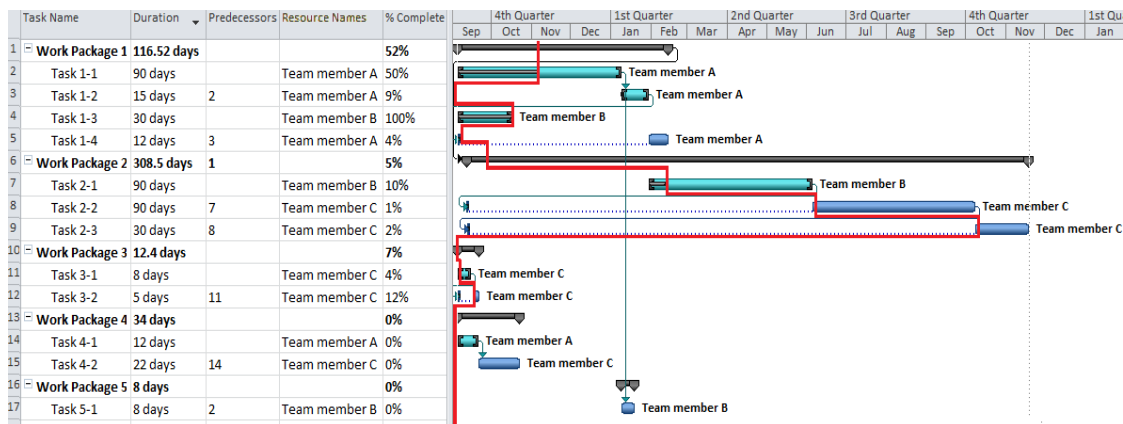 Task Name Duration Predecessors Resource Names % Complete 4th Quarter 1st Quarter 2nd Quarter 3rd Quarter 4th Quarter 1st Qu
Sep Oct Nov Dec Jan Feb Mar Apr May Jun Jul Aug Sep Oct Nov Dec Jan
1 Work Package 1 116.52 days 52%
2 Task 1-1 90 days Team member A 50% Team member A
3 Task 1-2 15 days 2 Team member A 9% Team member A
4 Task 1-3 30 days Team member B 100% Team member B
5 Task 1-4 12 days 3 Team member A 4% Team member A
6 Work Package 2 308.5 days 1 5%
7 Task 2-1 90 days Team member B 10% Team member B
8 Task 2-2 90 days 7 Team member C 1% Team member C
9 Task 2-3 30 days 8 Team member C 2% Team member C
10 Work Package 3 12.4 days 7%
11 Task 3-1 8 days Team member C 4% Team member C
12 Task 3-2 5 days 11 Team member C 12% Team member C
13 Work Package 4 34 days 0%
14 Task 4-1 12 days Team member A 0% Team member A
15 Task 4-2 22 days 14 Team member C 0% Team member C
16 Work Package 5 8 days 0%
17 Task 5-1 8 days 2 Team member B 0% Team member B